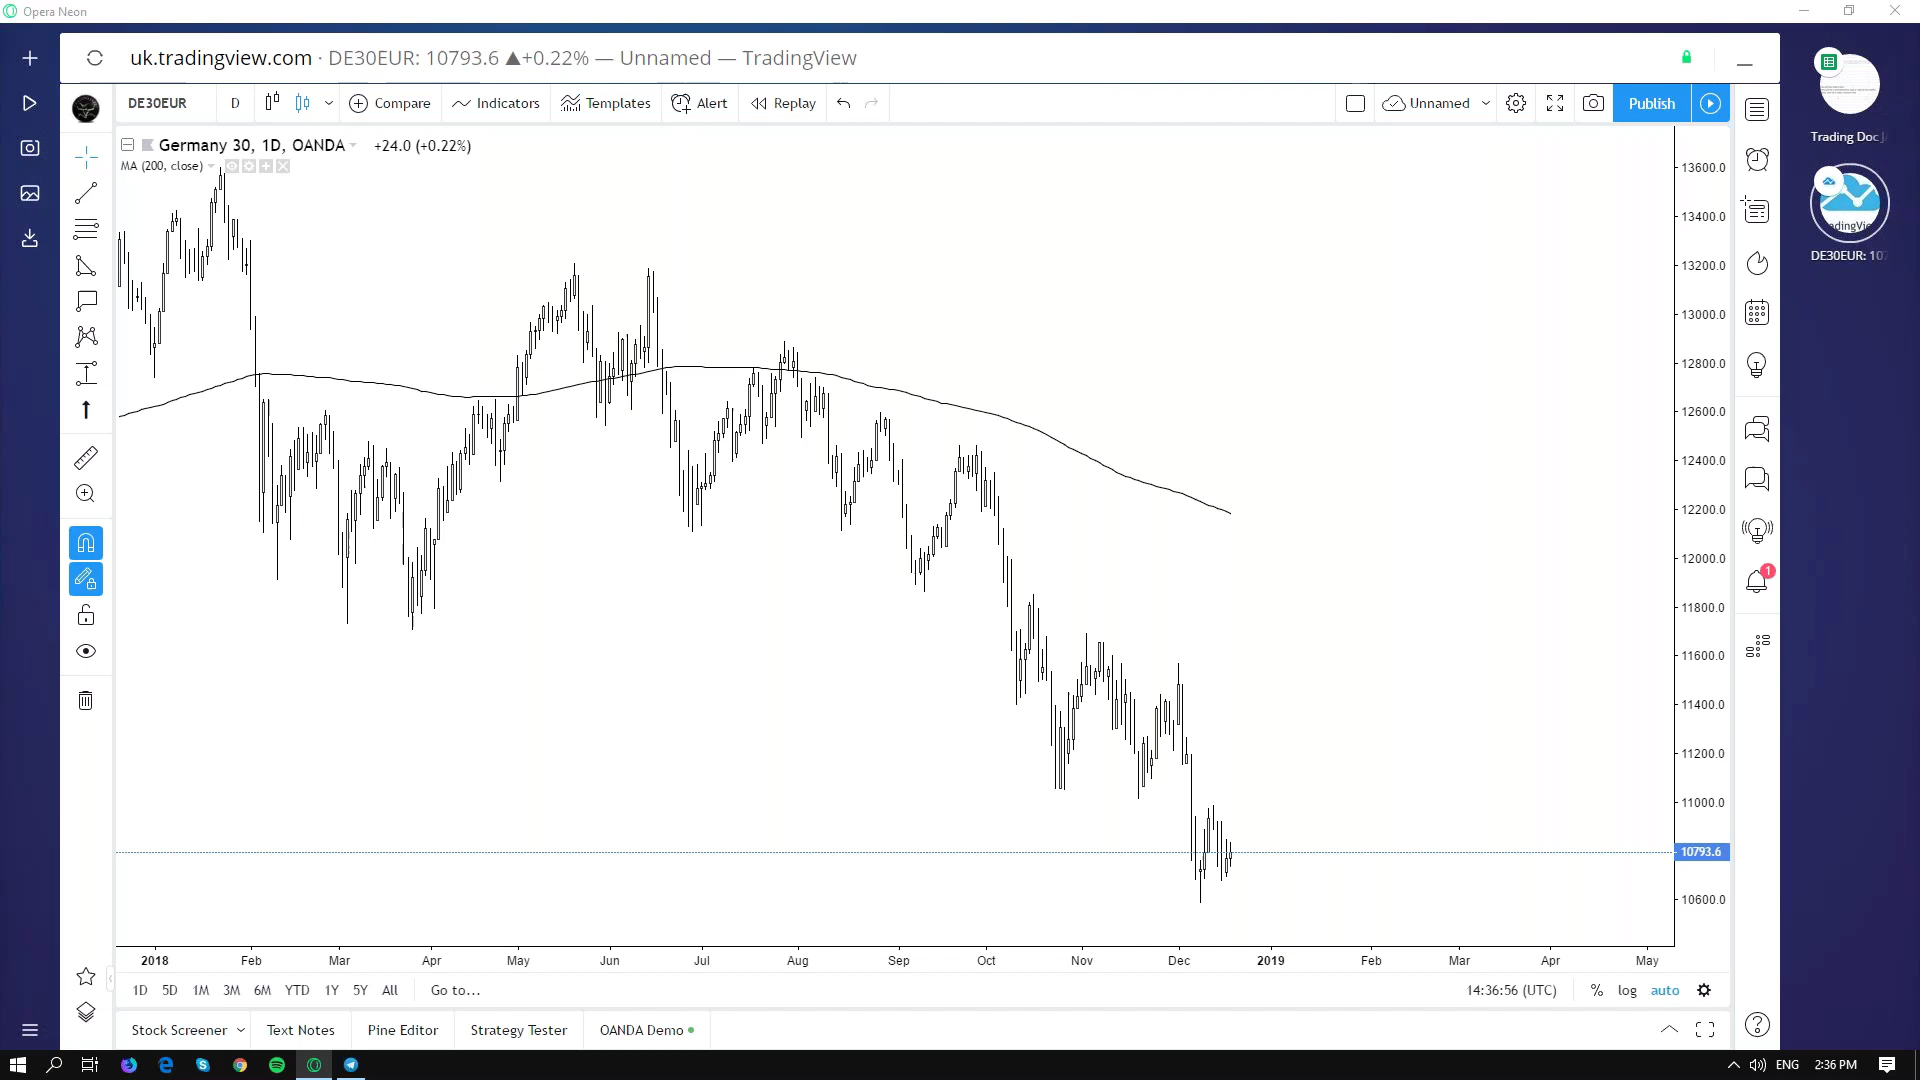 Opera Neon
uk.tradingview.com · DE30EUR: 10793.6 ▲+0.22% — Unnamed — TradingView
DE30EUR D Compare Indicators Templates Alert Replay Unnamed Publish
Germany 30, 1D, OANDA +24.0 (+0.22%)
MA (200, close)
13600.0
13400.0
13200.0
13000.0
12800.0
12600.0
12400.0
12200.0
12000.0
11800.0
11600.0
11400.0
11200.0
11000.0
10793.6
10600.0
2018 Feb Mar Apr May Jun Jul Aug Sep Oct Nov Dec 2019 Feb Mar Apr May
1D 5D 1M 3M 6M YTD 1Y 5Y All Go to... 14:36:56 (UTC) % log auto
Stock Screener Text Notes Pine Editor Strategy Tester OANDA Demo
Trading Doc
DE30EUR: 10
1
ENG 2:36 PM